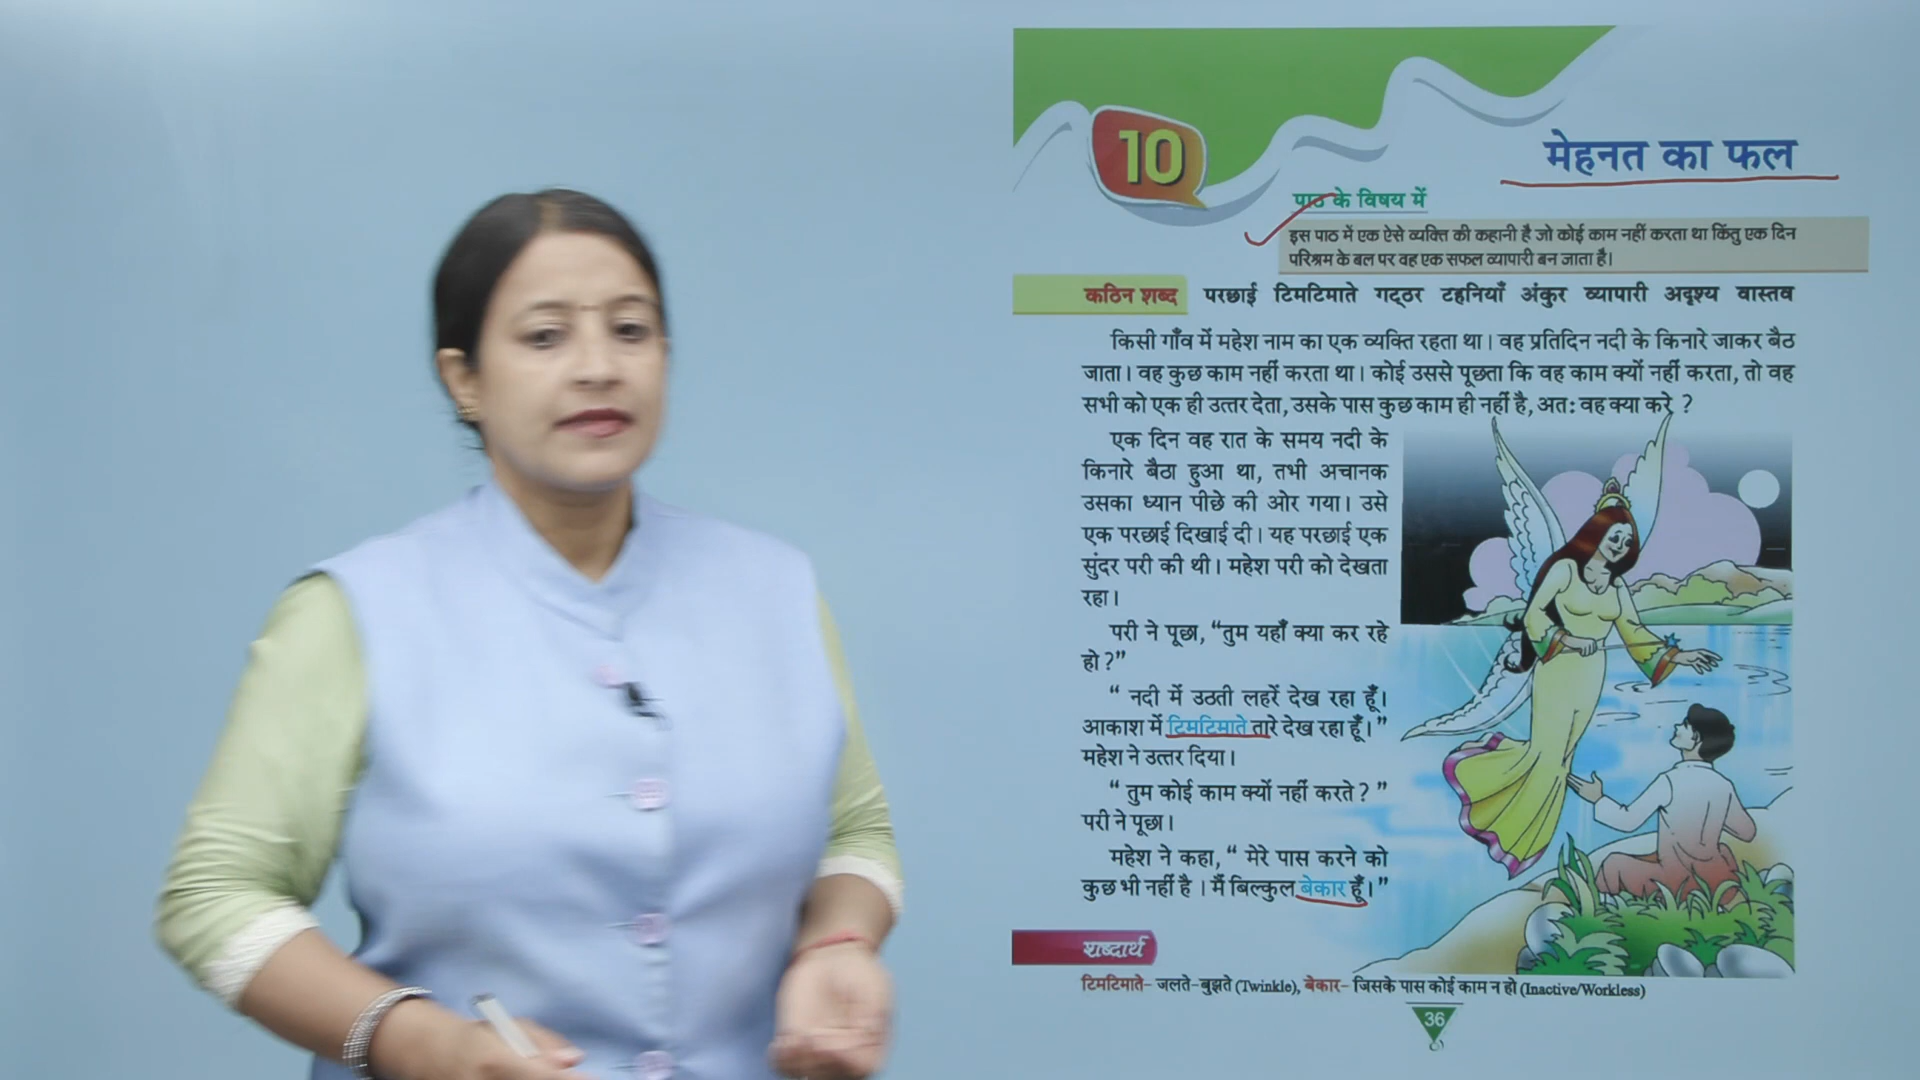 10
मेहनत का फल
पाठ के विषय में
इस पाठ में एक ऐसे व्यक्ति की कहानी है जो कोई काम नहीं करता था किंतु एक दिन
परिश्रम के बल पर वह एक सफल व्यापारी बन जाता है।
कठिन शब्द परछाई टिमटिमाते गट्ठर टहनियाँ अंकुर व्यापारी अदृश्य वास्तव
किसी गाँव में महेश नाम का एक व्यक्ति रहता था। वह प्रतिदिन नदी के किनारे जाकर बैठ
जाता। वह कुछ काम नहीं करता था। कोई उससे पूछता कि वह काम क्यों नहीं करता, तो वह
सभी को एक ही उत्तर देता, उसके पास कुछ काम ही नहीं है, अत: वह क्या करे ?
एक दिन वह रात के समय नदी के
किनारे बैठा हुआ था, तभी अचानक
उसका ध्यान पीछे की ओर गया। उसे
एक परछाई दिखाई दी। यह परछाई एक
सुंदर परी की थी। महेश परी को देखता
रहा।
परी ने पूछा, “तुम यहाँ क्या कर रहे
हो ?”
“ नदी में उठती लहरें देख रहा हूँ।
आकाश में टिमटिमाते तारे देख रहा हूँ। ”
महेश ने उत्तर दिया।
“ तुम कोई काम क्यों नहीं करते ? ”
परी ने पूछा।
महेश ने कहा, “ मेरे पास करने को
कुछ भी नहीं है । मैं बिल्कुल बेकार हूँ। ”
शब्दार्थ
टिमटिमाते– जलते-बुझते (Twinkle), बेकार– जिसके पास कोई काम न हो (Inactive/Workless)
36